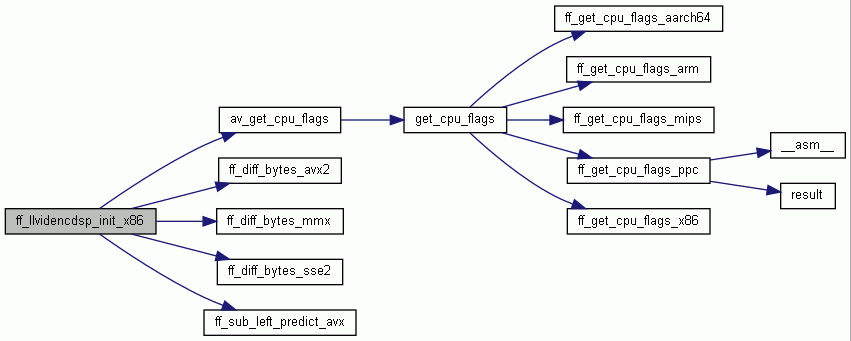 ff_llvidencdsp_init_x86
av_get_cpu_flags
ff_diff_bytes_avx2
ff_diff_bytes_mmx
ff_diff_bytes_sse2
ff_sub_left_predict_avx
get_cpu_flags
ff_get_cpu_flags_aarch64
ff_get_cpu_flags_arm
ff_get_cpu_flags_mips
ff_get_cpu_flags_ppc
ff_get_cpu_flags_x86
__asm__
result